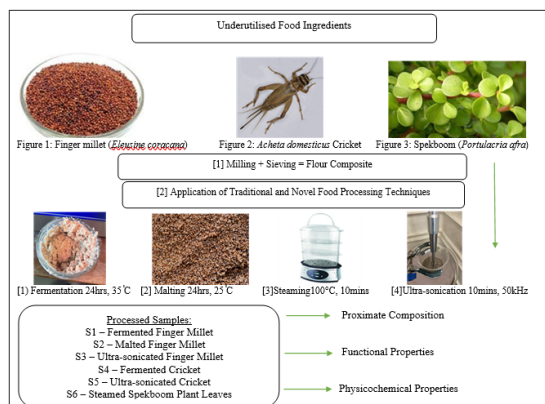 Underutilised Food Ingredients
Figure 1: Finger millet (Eleusine coracana)
Figure 2: Acheta domesticus Cricket
Figure 3: Spekboom (Portulacria afra)
[1] Milling + Sieving = Flour Composite
[2] Application of Traditional and Novel Food Processing Techniques
[1) Fermentation 24hrs, 35℃
[2] Malting 24hrs, 25℃
[3]Steaming100°C, 10mins
[4]Ultra-sonication 10mins, 50kHz
Processed Samples:
S1 – Fermented Finger Millet
S2 – Malted Finger Millet
S3 – Ultra-sonicated Finger Millet
S4 – Fermented Cricket
S5 – Ultra-sonicated Cricket
S6 – Steamed Spekboom Plant Leaves
Proximate Composition
Functional Properties
Physicochemical Properties